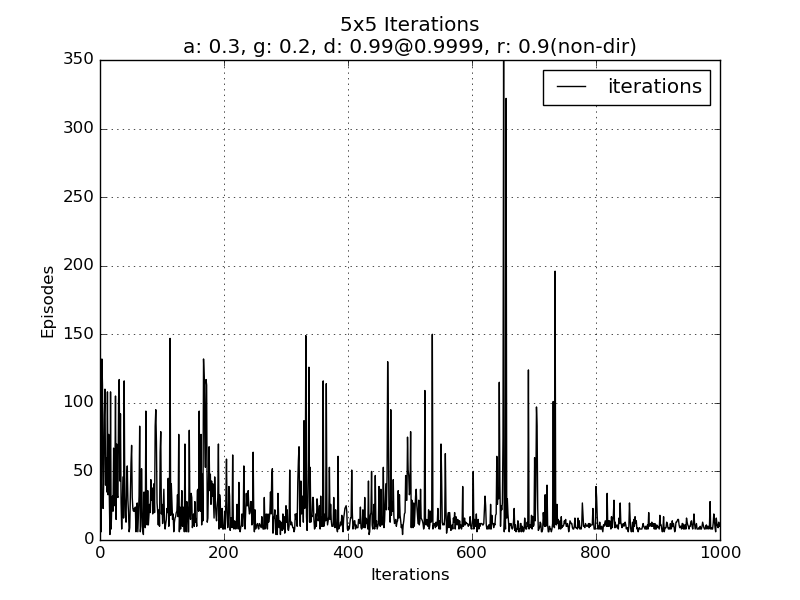 5x5 Iterations
a: 0.3, g: 0.2, d: 0.99@0.9999, r: 0.9(non-dir)
iterations
350
300
250
200
150
100
50
0
Episodes
0 200 400 600 800 1000
Iterations